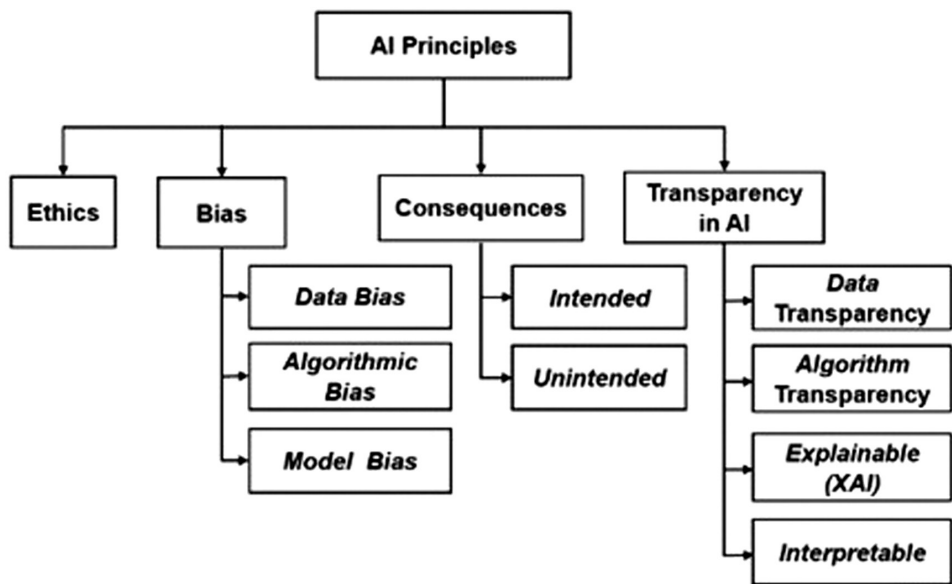 AI Principles
Ethics
Bias
Consequences
Transparency
in AI
Data Bias
Algorithmic
Bias
Model Bias
Intended
Unintended
Data
Transparency
Algorithm
Transparency
Explainable
(XAI)
Interpretable